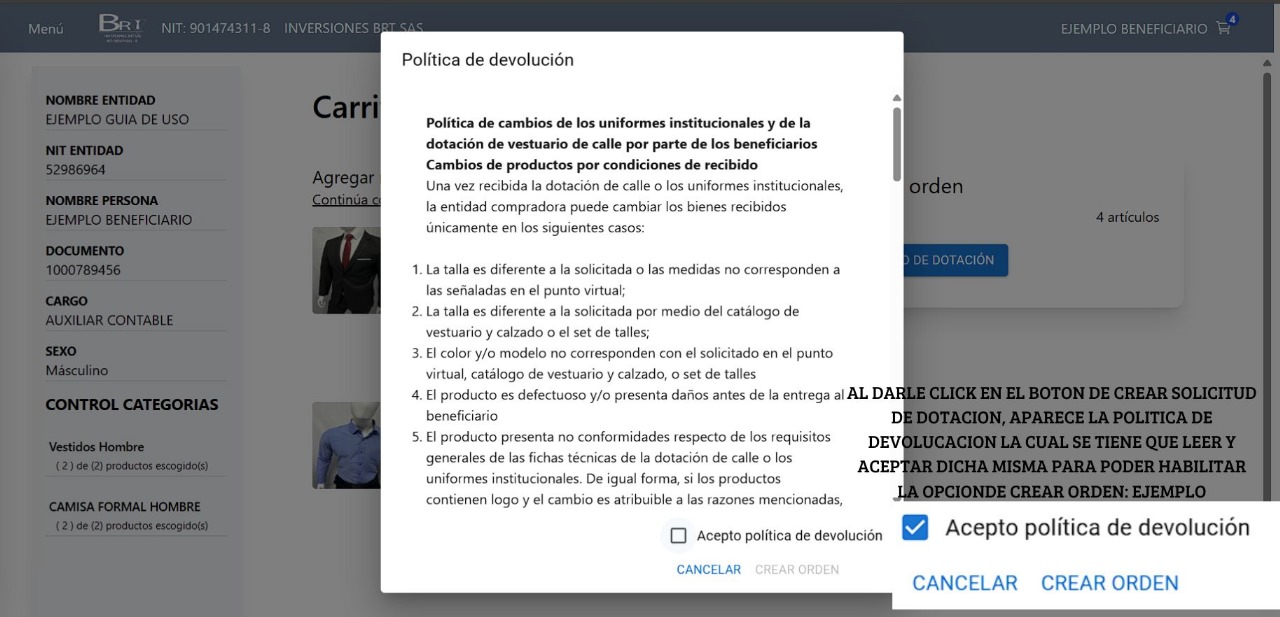 Menú
BRI
NIT: 901474311-8
INVERSIONES BRT SAS
EJEMPLO BENEFICIARIO
4
NOMBRE ENTIDAD
EJEMPLO GUIA DE USO
NIT ENTIDAD
52986964
NOMBRE PERSONA
EJEMPLO BENEFICIARIO
DOCUMENTO
1000789456
CARGO
AUXILIAR CONTABLE
SEXO
Másculino
CONTROL CATEGORIAS
Vestidos Hombre
( 2 ) de (2) productos escogido(s)
CAMISA FORMAL HOMBRE
( 2 ) de (2) productos escogido(s)
Carri
Agregar
Continúa
Política de devolución
Política de cambios de los uniformes institucionales y de la
dotación de vestuario de calle por parte de los beneficiarios
Cambios de productos por condiciones de recibido
Una vez recibida la dotación de calle o los uniformes institucionales,
la entidad compradora puede cambiar los bienes recibidos
únicamente en los siguientes casos:
1. La talla es diferente a la solicitada o las medidas no corresponden a
las señaladas en el punto virtual;
2. La talla es diferente a la solicitada por medio del catálogo de
vestuario y calzado o el set de talles;
3. El color y/o modelo no corresponden con el solicitado en el punto
virtual, catálogo de vestuario y calzado, o set de talles
4. El producto es defectuoso y/o presenta daños antes de la entrega al
beneficiario
5. El producto presenta no conformidades respecto de los requisitos
generales de las fichas técnicas de la dotación de calle o los
uniformes institucionales. De igual forma, si los productos
contienen logo y el cambio es atribuible a las razones mencionadas,
Acepto política de devolución
CANCELAR
CREAR ORDEN
orden
4 artículos
O DE DOTACIÓN
AL DARLE CLICK EN EL BOTON DE CREAR SOLICITUD
DE DOTACION, APARECE LA POLITICA DE
DEVOLUCACION LA CUAL SE TIENE QUE LEER Y
ACEPTAR DICHA MISMA PARA PODER HABILITAR
LA OPCIONDE CREAR ORDEN: EJEMPLO
Acepto política de devolución
CANCELAR
CREAR ORDEN